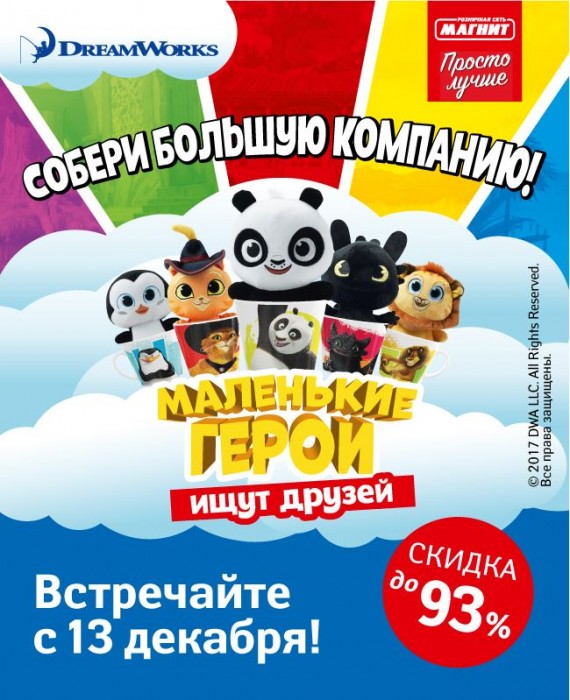 DREAMWORKS
РОЗНИЧНАЯ СЕТЬ
МАГНИТ
Просто
лучше
СОБЕРИ БОЛЬШУЮ КОМПАНИЮ!
МАЛЕНЬКИЕ
ГЕРОИ
ищут друзей
© 2017 DWA LLC. All Rights Reserved.
Все права защищены.
Встречайте
с 13 декабря!
СКИДКА
до 93%